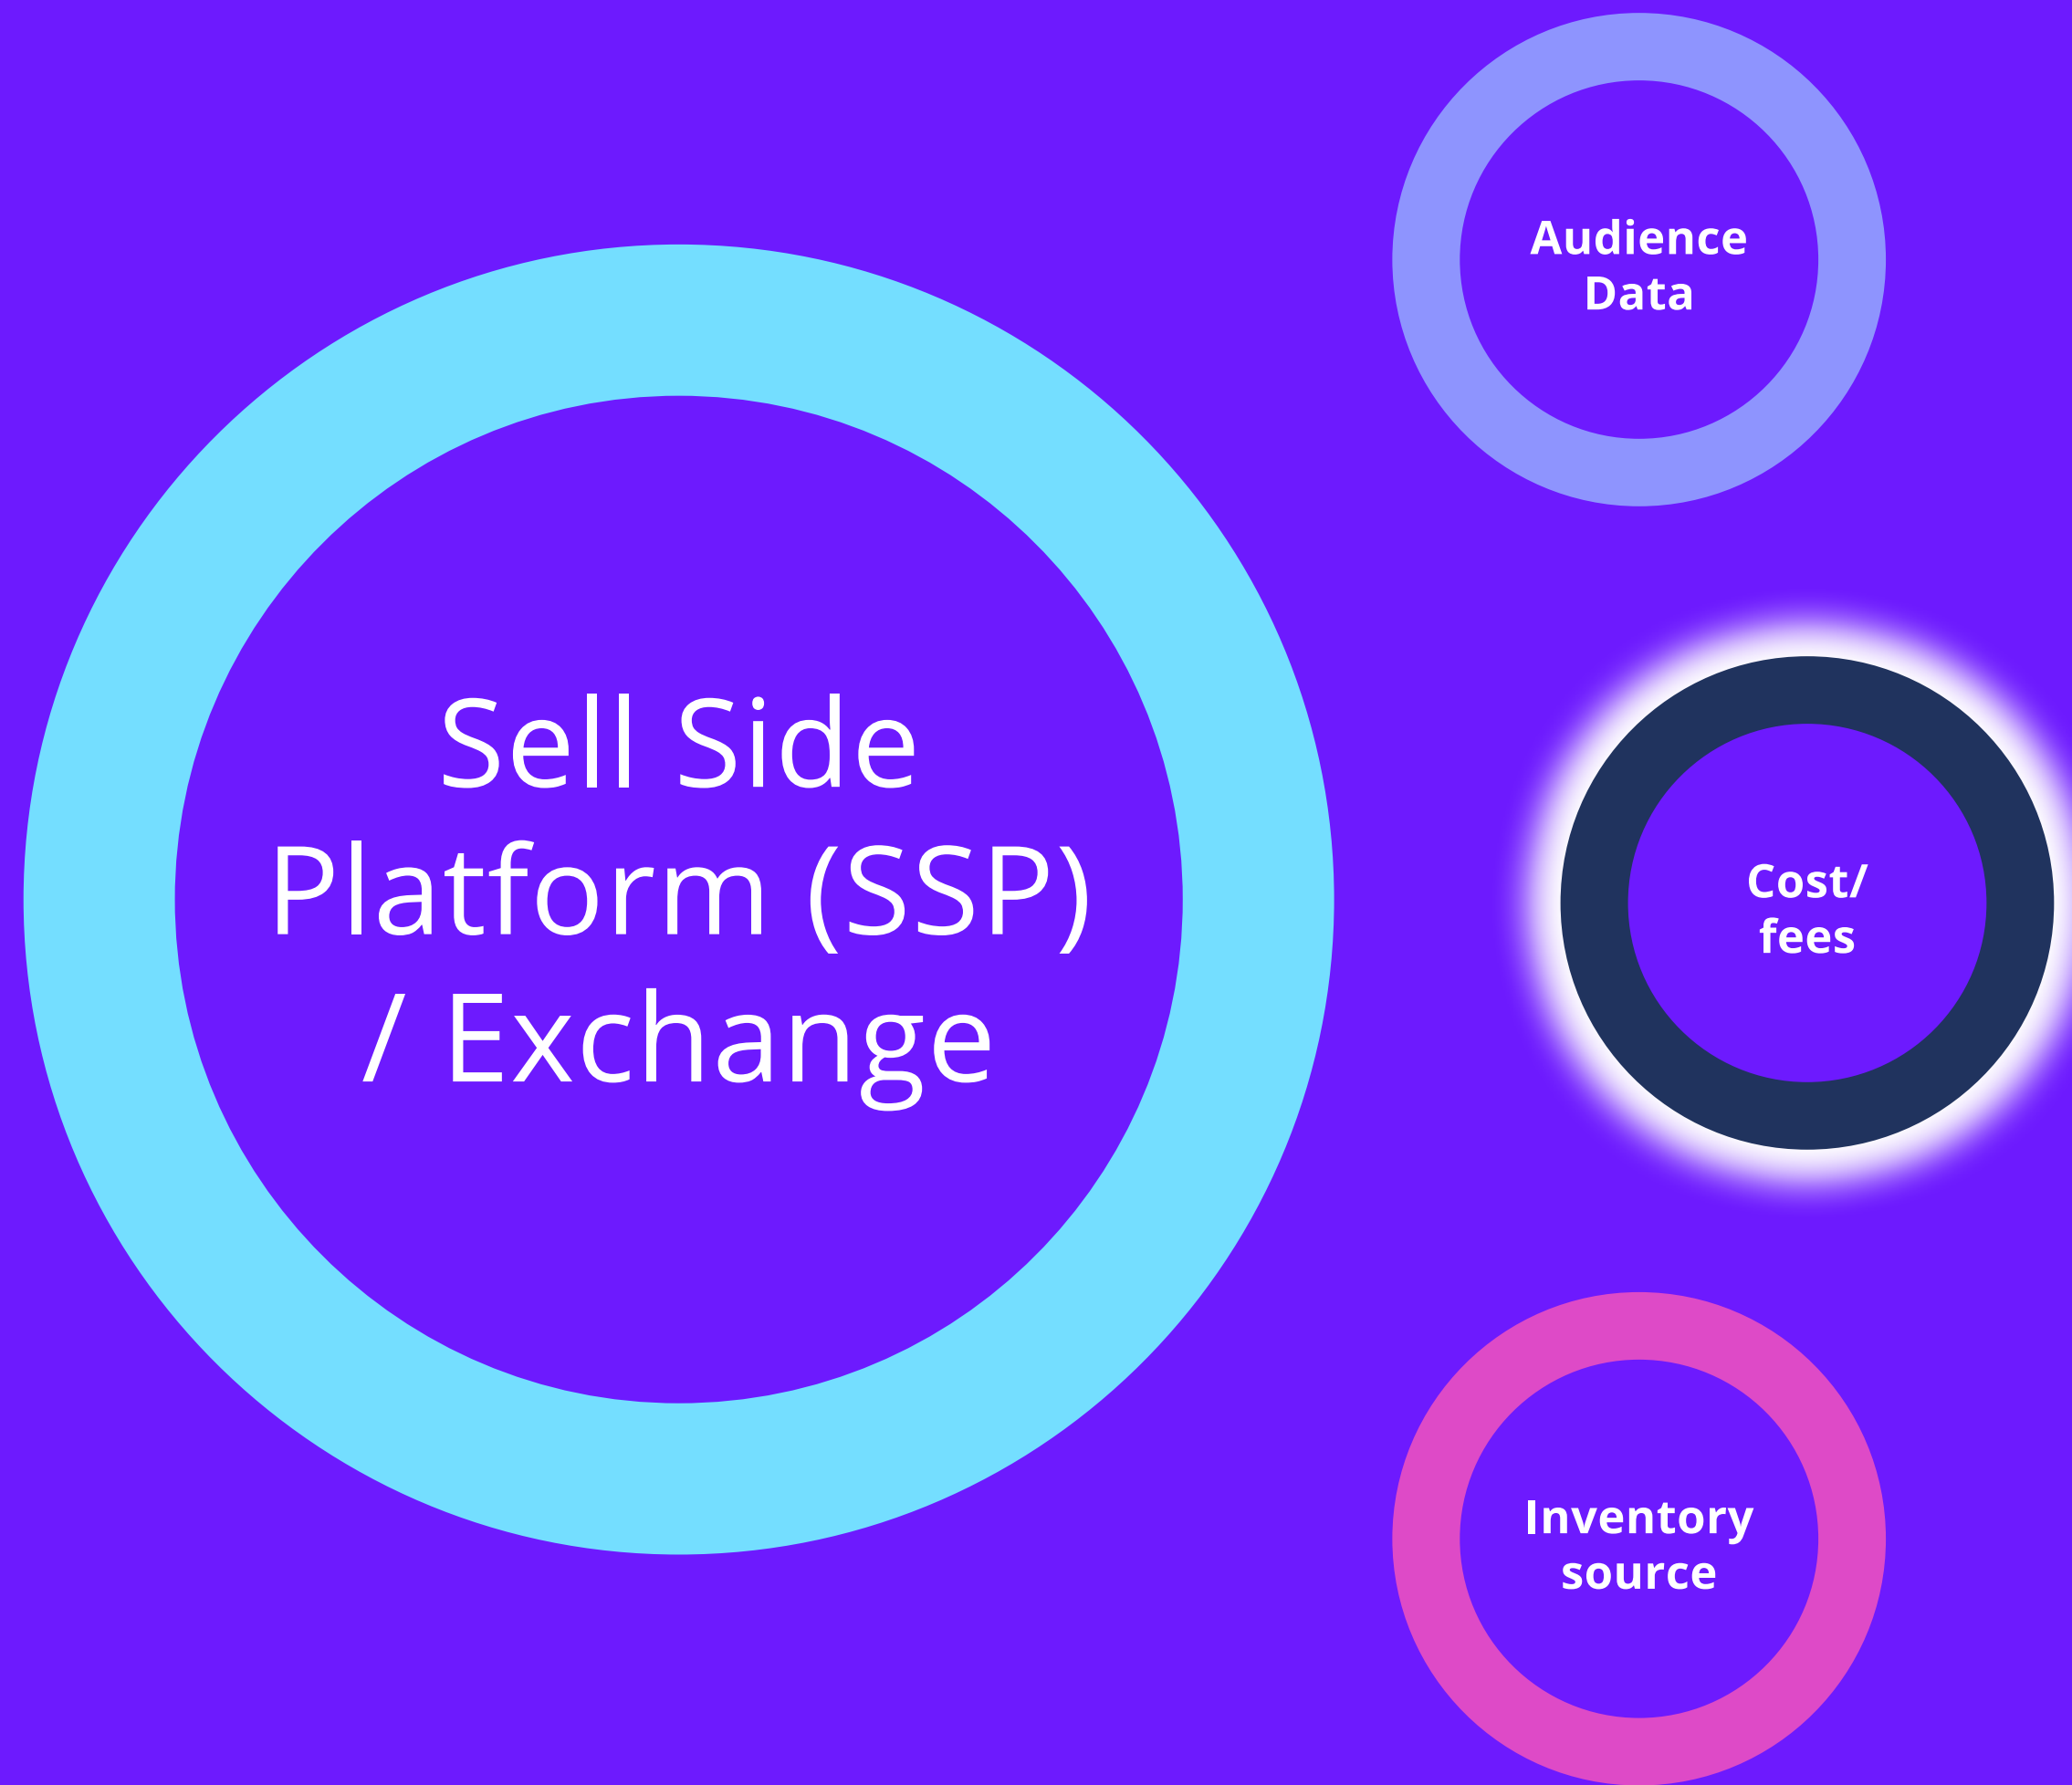 Sell Side
Platform (SSP)
/ Exchange
Audience
Data
Cost/
fees
Inventory
source